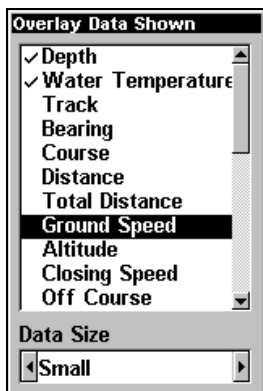 Overlay Data Shown
✓Depth
✓Water Temperature
Track
Bearing
Course
Distance
Total Distance
Ground Speed
Altitude
Closing Speed
Off Course
Data Size
Small